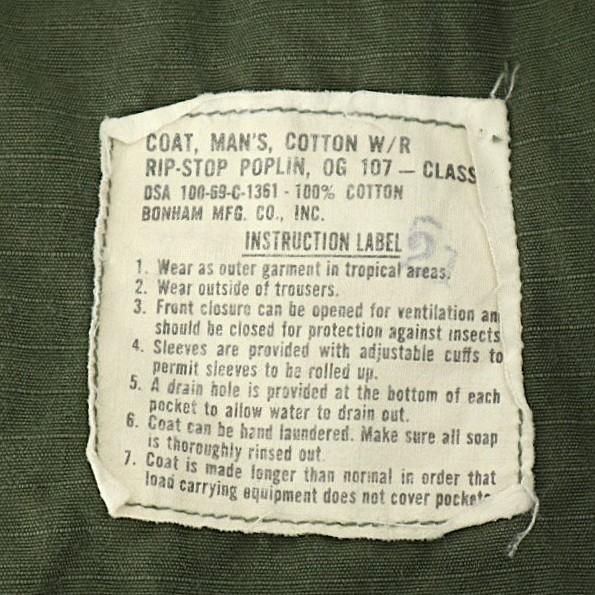 COAT, MAN'S, COTTON W/R
RIP-STOP POPLIN, OG 107 — CLASS
DSA 100-69-C-1361 - 100% COTTON
BONHAM MFG. CO., INC.
INSTRUCTION LABEL
1. Wear as outer garment in tropical areas.
2. Wear outside of trousers.
3. Front closure can be opened for ventilation an
should be closed for protection against insects
4. Sleeves are provided with adjustable cuffs to
permit sleeves to be rolled up.
5. A drain hole is provided at the bottom of each
pocket to allow water to drain out.
6. Coat can be hand laundered. Make sure all soap
is thoroughly rinsed out.
7. Coat is made longer than normal in order that
load carrying equipment does not cover pockets